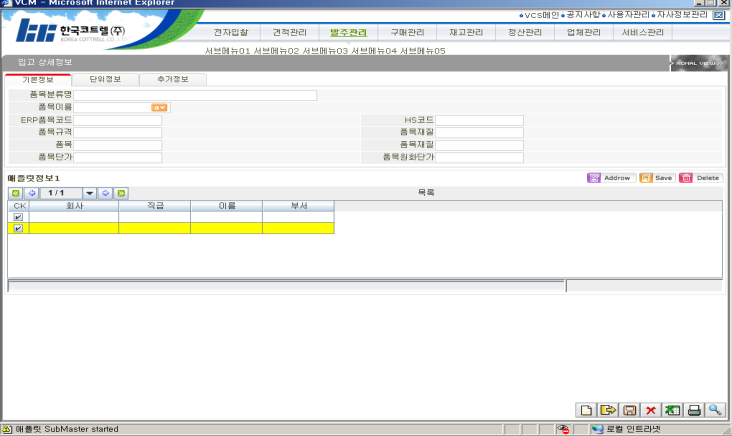 VCM - Microsoft Internet Explorer
VCS메인 공지사항 사용자관리 자사정보관리
한국코트렐(주)
KOREA COTTRELL CO., LTD.
전자입찰 견적관리 발주관리 구매관리 재고관리 정산관리 업체관리 서비스관리
서브메뉴01 서브메뉴02 서브메뉴03 서브메뉴04 서브메뉴05
입고 상세정보
기본정보 단위정보 추가정보
품목분류명
품목미름
ERP품목코드 HS코드
품목규격 품목재질
품목 품목재질
품목단가 품목원화단가
애플릿정보1 Addrow Save Delete
1/1 목록
CK 회사 직급 이름 부서
애플릿 SubMaster started 로컬 인트라넷